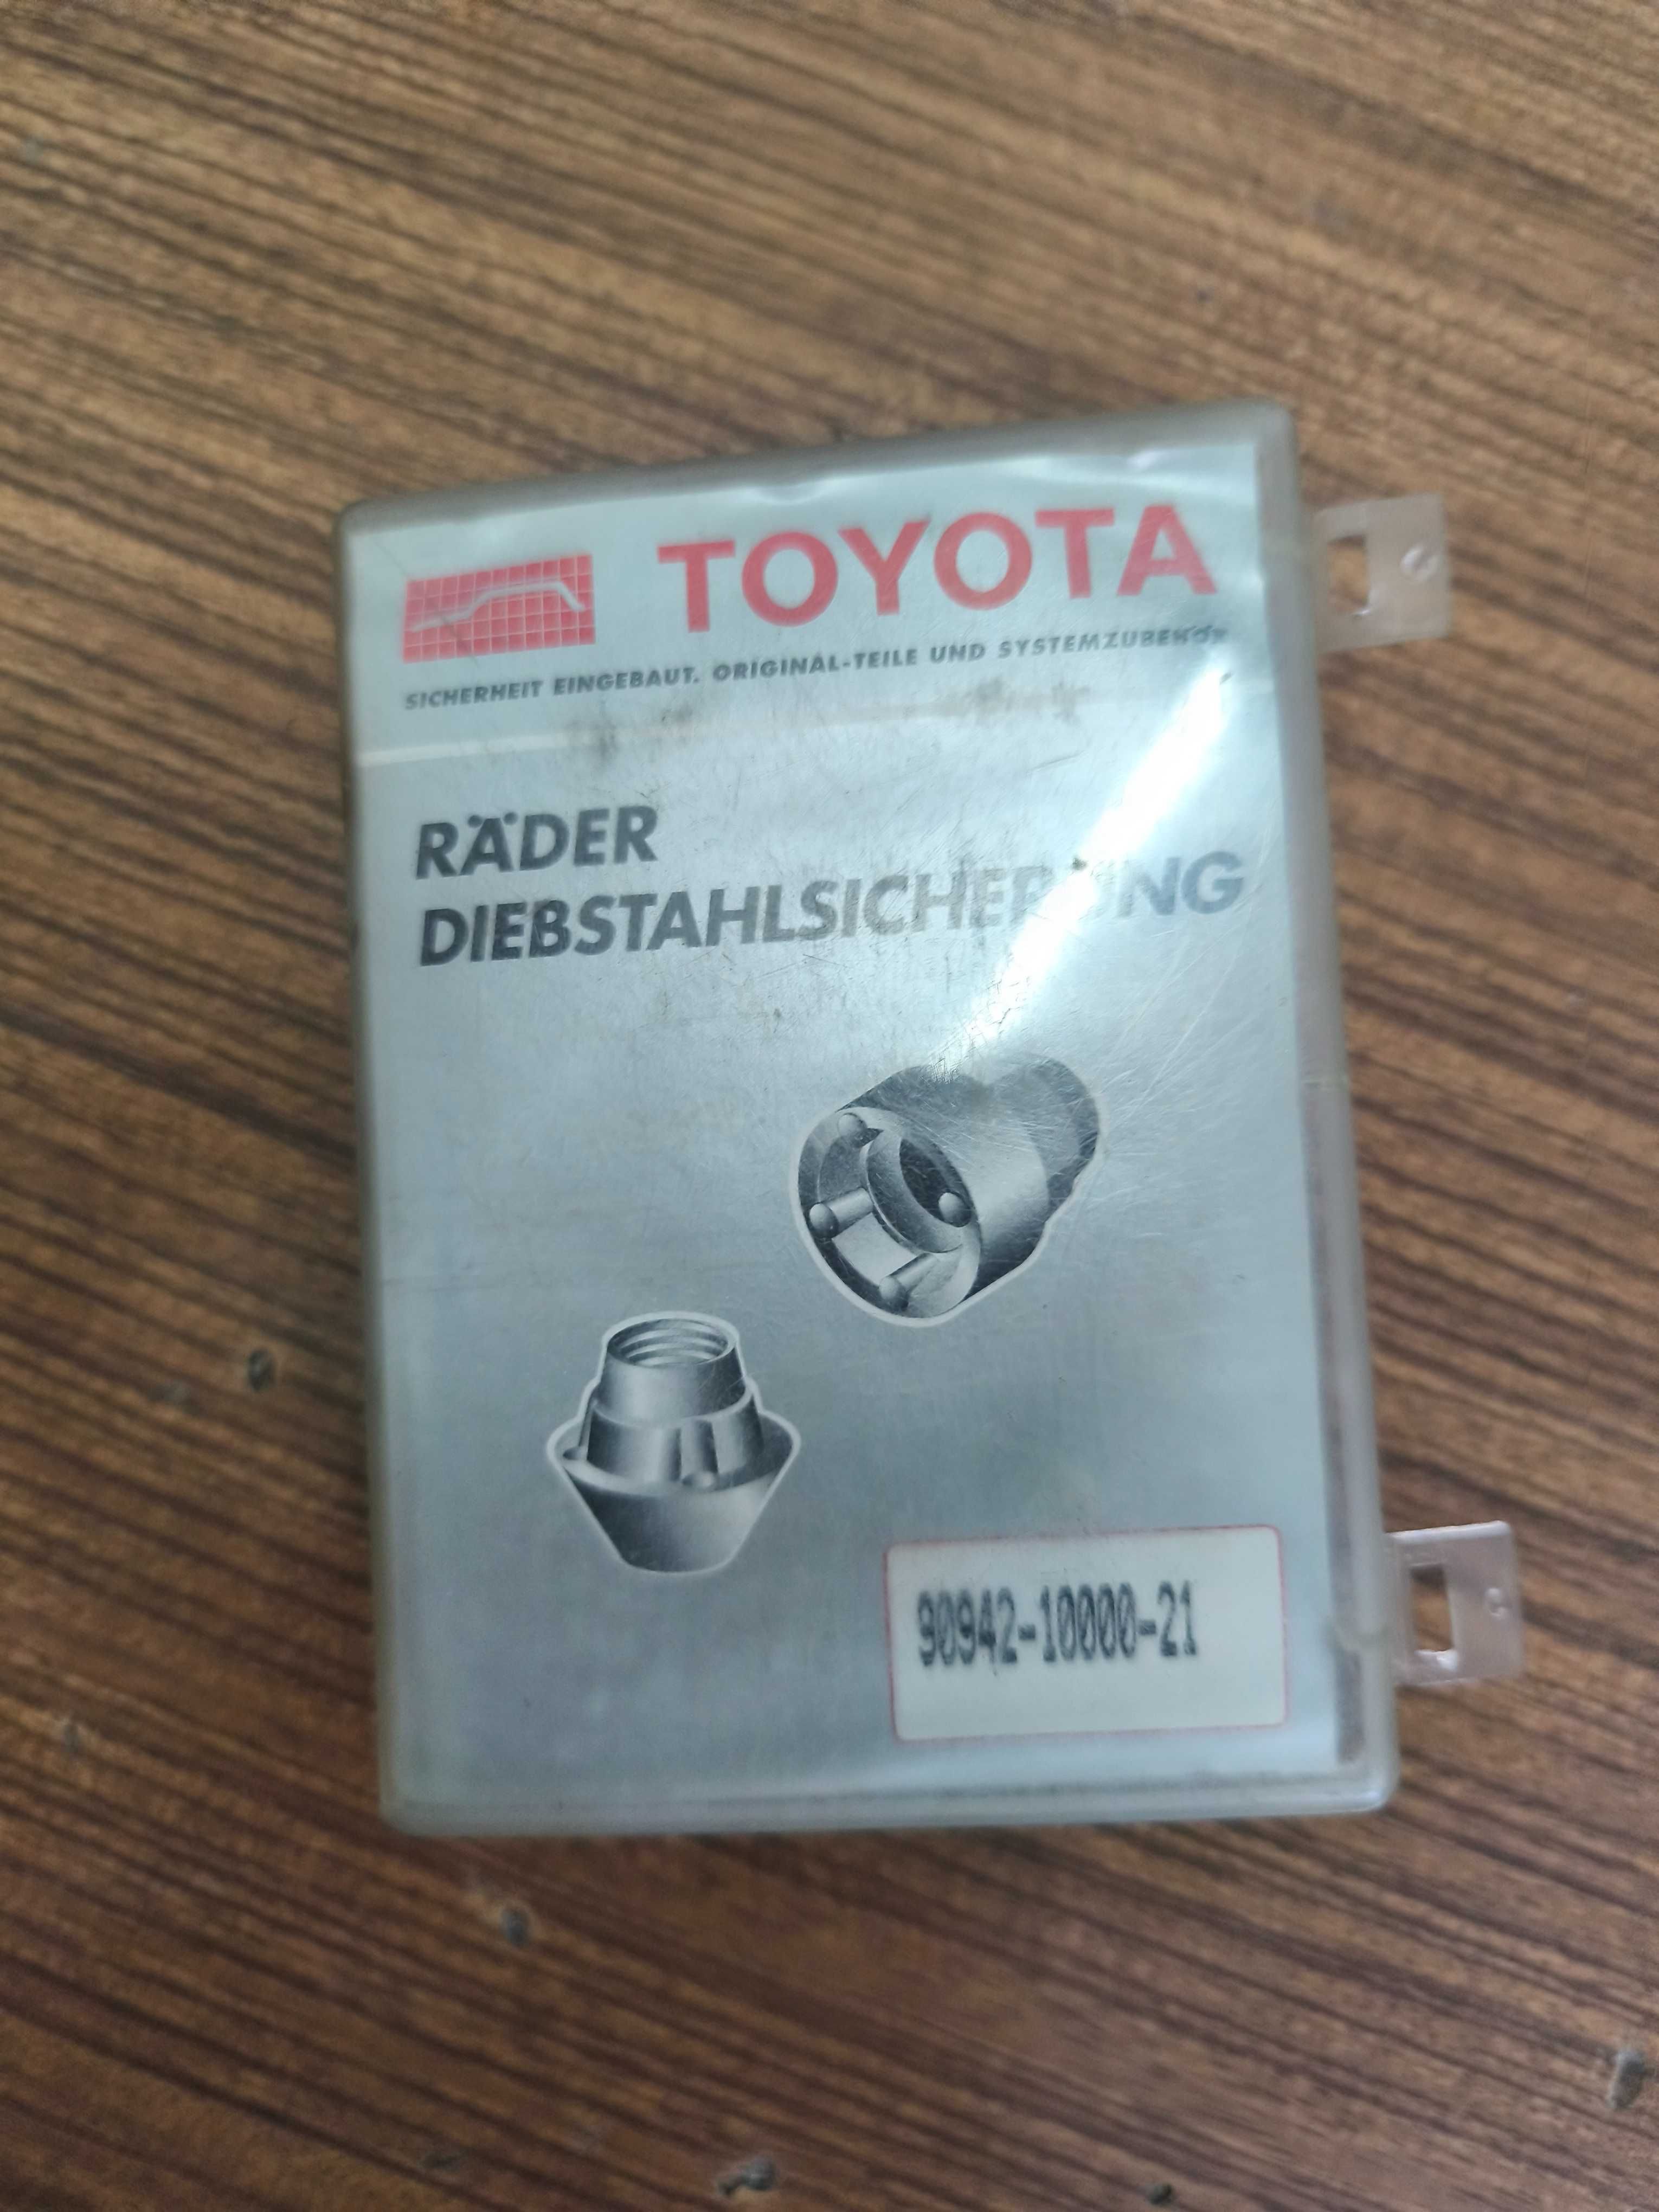 TOYOTA
SICHERHEIT EINGEBAUT. ORIGINAL-TEILE UND SYSTEMZUBEHÖR
RÄDER
DIEBSTAHLSICHERUNG
90942-10000-21